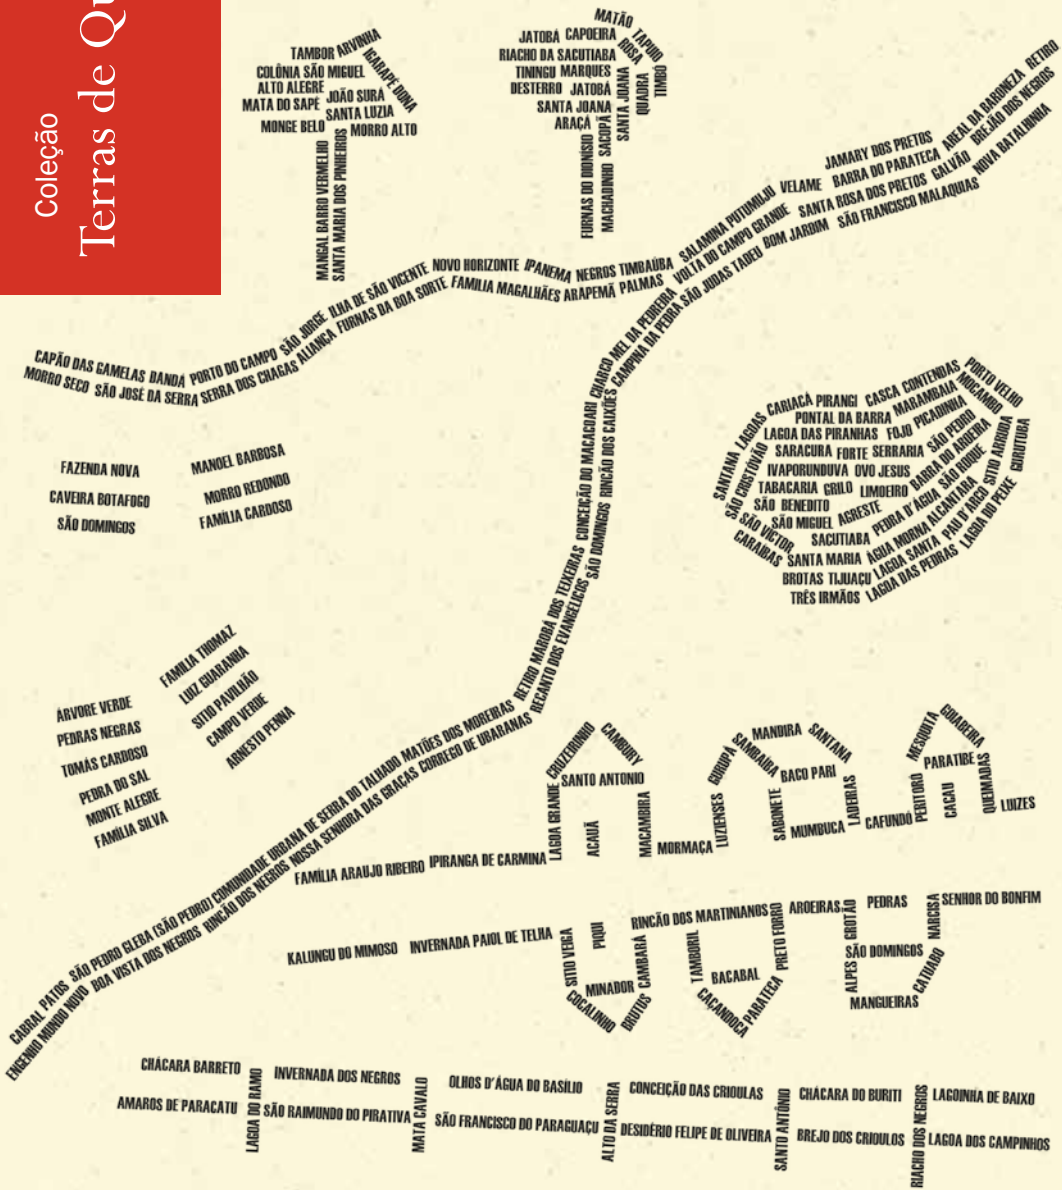 Coleção
Terras de Qu
TAMBOR ARVINHA
IGARAPÉ DONA
COLÔNIA SÃO MIGUEL
ALTO ALEGRE
JOÃO SURÁ
MATA DO SAPÉ
SANTA LUZIA
MONGE BELO
MORRO ALTO
MANGAL BARRO VERMELHO
SANTA MARIA DOS PINHEIROS
MATÃO
TAPUIO
JATOBÁ CAPOEIRA
ROSA
RIACHO DA SACUTIABA
TIMBÓ
TININGU MARQUES
DESTERRO JATOBÁ
QUADRA
SANTA JOANA
SANTA JOANA
ARAÇÁ
SACOPÃ
FURNAS DO DIONÍSIO
MACHADINHO
CAPÃO DAS GAMELAS BANDA PORTO DO CAMPO SÃO JORGE ILHA DE SÃO VICENTE NOVO HORIZONTE IPANEMA NEGROS TIMBAÚBA SALAMINA PUTUMUJU VELAME BARRA DO PARATECA AREAL DA BARONEZA RETIRO
JAMARY DOS PRETOS
MORRO SECO SÃO JOSÉ DA SERRA SERRA DOS CHAGAS ALIANÇA FURNAS DA BOA SORTE FAMILIA MAGALHÃES ARAPEMÃ PALMAS VOLTA DO CAMPO GRANDE SANTA ROSA DOS PRETOS GALVÃO BREJÃO DOS NEGROS
CABRAL PATOS SÃO PEDRO GLEBA (SÃO PEDRO) COMUNIDADE URBANA DE SERRA DO TALHADO MATÕES DOS MOREIRAS RETIRO MAROBÁ DOS TEIXEIRAS CONCEIÇÃO DO MACACOARI CHARCO MEL DA PEDREIRA
ENGENHO MUNDO NOVO BOA VISTA DOS NEGROS RINCÃO DOS NEGROS NOSSA SENHORA DAS GRAÇAS CORREGO DE UBARANAS RECANTO DOS EVANGÉLICOS SÃO DOMINGOS RINCÃO DOS CAIXÕES CAMPINA DA PEDRA SÃO JUDAS TADEU BOM JARDIM SÃO FRANCISCO MALAQUIAS NOVA BATALHINHA
FAZENDA NOVA
CAVEIRA BOTAFOGO
SÃO DOMINGOS
MANOEL BARBOSA
MORRO REDONDO
FAMÍLIA CARDOSO
SANTANA LAGOAS CARIACÁ PIRANGI CASCA CONTENDAS PORTO VELHO
PONTAL DA BARRA MARAMBAIA MOCAMBO
SÃO CRISTÓVÃO LAGOA DAS PIRANHAS FOJO PICADINHA
SARACURA FORTE SERRARIA SÃO PEDRO
IVAPORUNDUVA OVO JESUS BARRA DO AROEIRA
TABACARIA GRILO LIMOEIRO SÃO ROQUE SITIO ARRUDA GURUTUGA
SÃO BENEDITO
SÃO MIGUEL AGRESTE PEDRA D'ÁGUA
SÃO VICTOR SACUTIABA ÁGUA MORNA ALCANTARA
CARAIBAS SANTA MARIA LAGOA SANTA PAU D'ARCO
BROTAS TIJUAÇU
TRÊS IRMÃOS LAGOA DAS PEDRAS LAGOA DO PEIXE
ÁRVORE VERDE
PEDRAS NEGRAS
TOMÁS CARDOSO
PEDRA DO SAL
MONTE ALEGRE
FAMÍLIA SILVA
FAMILIA THOMAZ
LUIZ GUARANHA
SITIO PAVILHÃO
CAMPO VERDE
ARNESTO PENNA
FAMÍLIA ARAUJO RIBEIRO IPIRANGA DE CARMINA
LAGOA GRANDE
CRUZEIRINHO
CAMBURY
SANTO ANTONIO
ACAUÃ
MACAMBIRA
MORMAÇA
LUZIENSES
GURUPÁ
SAMBAIBA
MANDIRA
SANTANA
BACO PARI
SABONETE
MUMBUCA
LADEIRAS
CAFUNDÓ
PERITORÓ
MESQUITA
GOIABEIRA
PARATIBE
CACAU
QUEIMADAS
LUIZES
KALUNGU DO MIMOSO INVERNADA PAIOL DE TELHA
SITIO VEIGA
PIQUI
MINADOR
COCALINHO
BRUTUS
CAMBARÁ
RINCÃO DOS MARTINIANOS
TAMBORIL
BACABAL
CAÇANDOCA
PARATECA
PRETO FORRO
AROEIRAS
GROTÃO
PEDRAS
SÃO DOMINGOS
ALPES
MANGUEIRAS
CATUABO
NARCISA
SENHOR DO BONFIM
CHÁCARA BARRETO
AMAROS DE PARACATU
LAGOA DO RAMO
INVERNADA DOS NEGROS
SÃO RAIMUNDO DO PIRATIVA
MATA CAVALO
OLHOS D'ÁGUA DO BASÍLIO
SÃO FRANCISCO DO PARAGUAÇU
ALTO DA SERRA
CONCEIÇÃO DAS CRIOULAS
DESIDÉRIO FELIPE DE OLIVEIRA
SANTO ANTÔNIO
CHÁCARA DO BURITI
BREJO DOS CRIOULOS
RIACHO DOS NEGROS
LAGOINHA DE BAIXO
LAGOA DOS CAMPINHOS